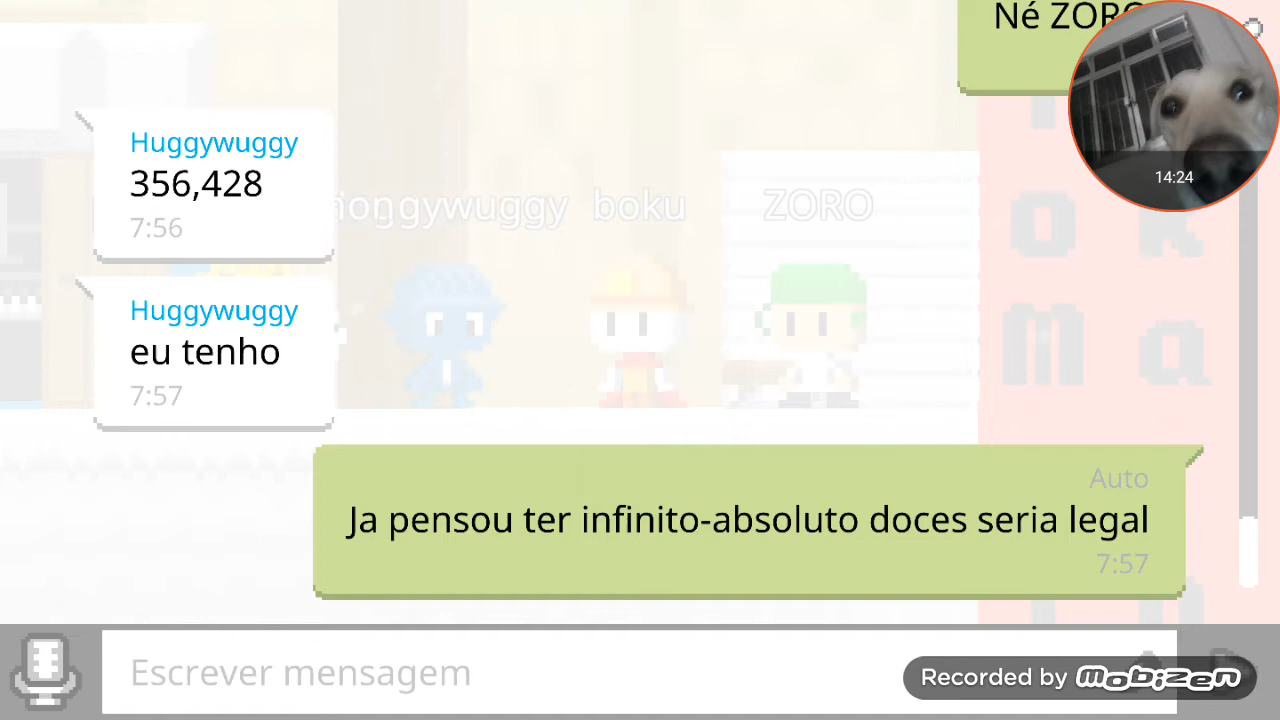 Né ZORO
Huggywuggy
356,428
7:56
14:24
boku
ZORO
Huggywuggy
eu tenho
7:57
Auto
Ja pensou ter infinito-absoluto doces seria legal
7:57
Escrever mensagem
Recorded by mobizen